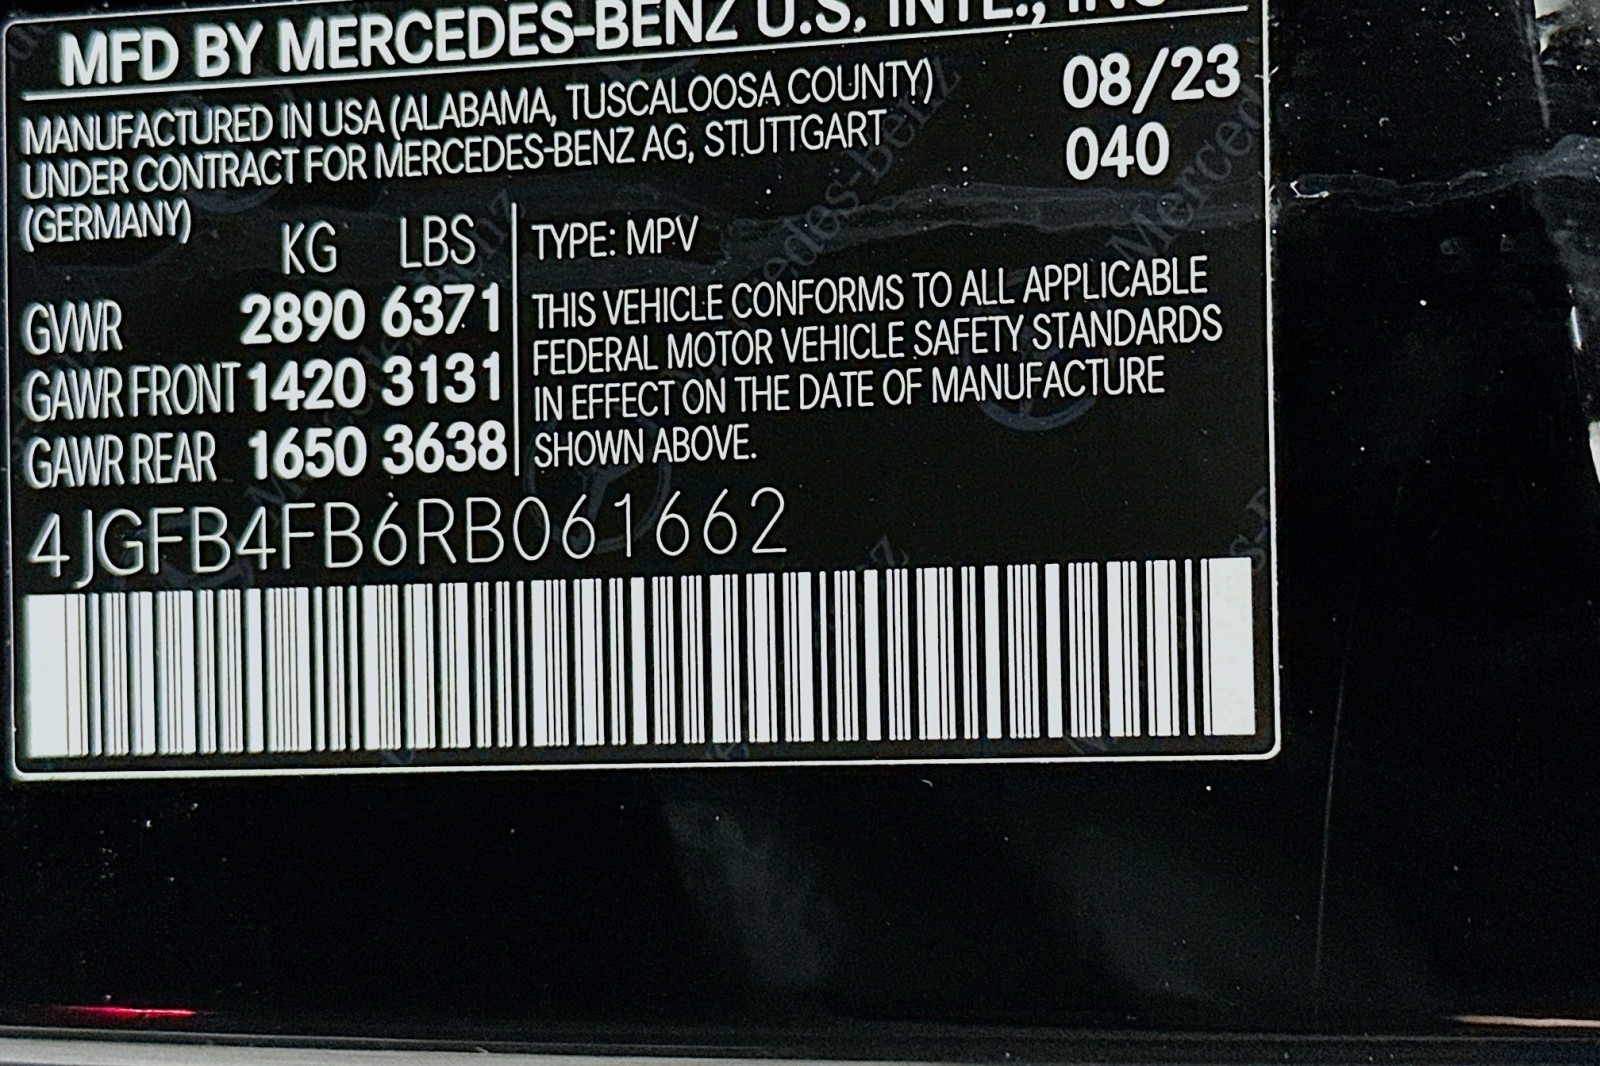 MFD BY MERCEDES-BENZ U.S. INTL., INC
MANUFACTURED IN USA (ALABAMA, TUSCALOOSA COUNTY)
UNDER CONTRACT FOR MERCEDES-BENZ AG, STUTTGART
(GERMANY)
08/23
040
KG LBS
GVWR 2890 6371
GAWR FRONT 1420 3131
GAWR REAR 1650 3638
TYPE: MPV
THIS VEHICLE CONFORMS TO ALL APPLICABLE
FEDERAL MOTOR VEHICLE SAFETY STANDARDS
IN EFFECT ON THE DATE OF MANUFACTURE
SHOWN ABOVE.
4JGFB4FB6RB061662